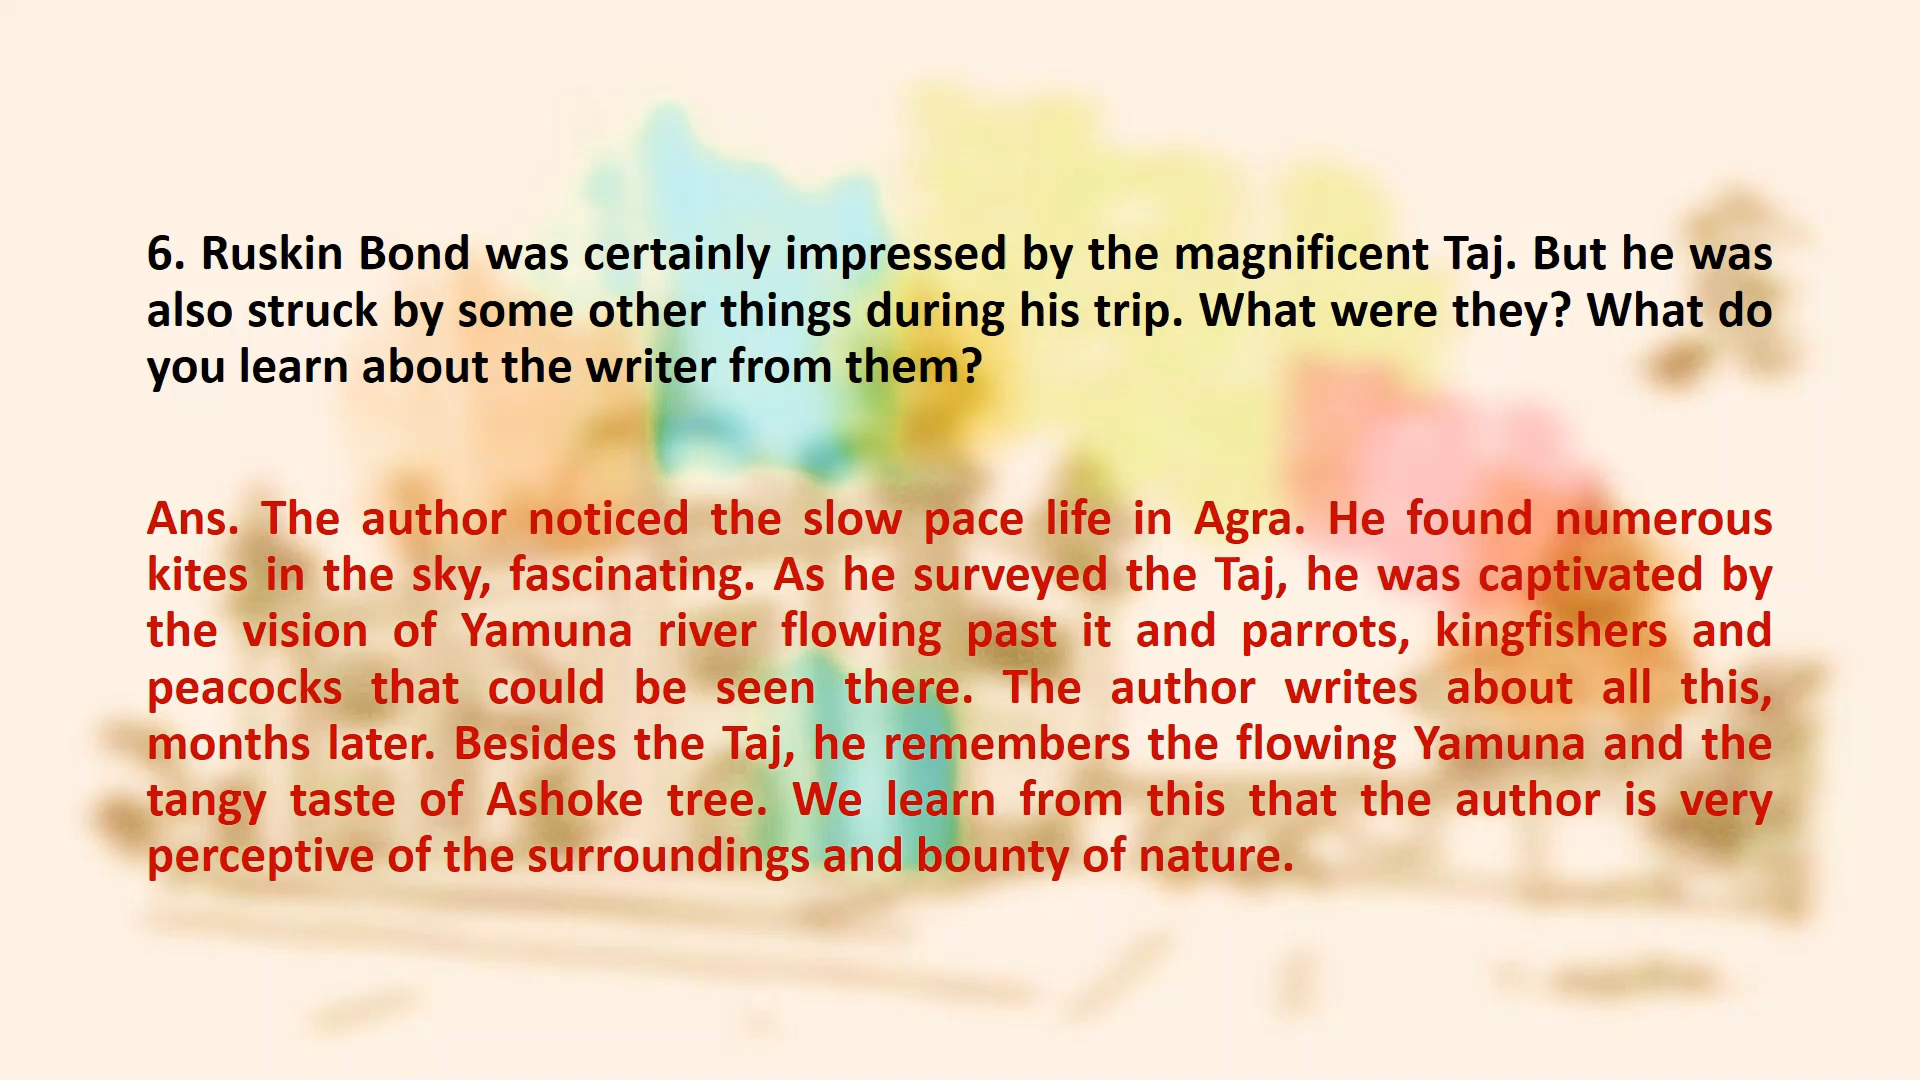 6. Ruskin Bond was certainly impressed by the magnificent Taj. But he was
also struck by some other things during his trip. What were they? What do
you learn about the writer from them?
Ans. The author noticed the slow pace life in Agra. He found numerous
kites in the sky, fascinating. As he surveyed the Taj, he was captivated by
the vision of Yamuna river flowing past it and parrots, kingfishers and
peacocks that could be seen there. The author writes about all this,
months later. Besides the Taj, he remembers the flowing Yamuna and the
tangy taste of Ashoke tree. We learn from this that the author is very
perceptive of the surroundings and bounty of nature.